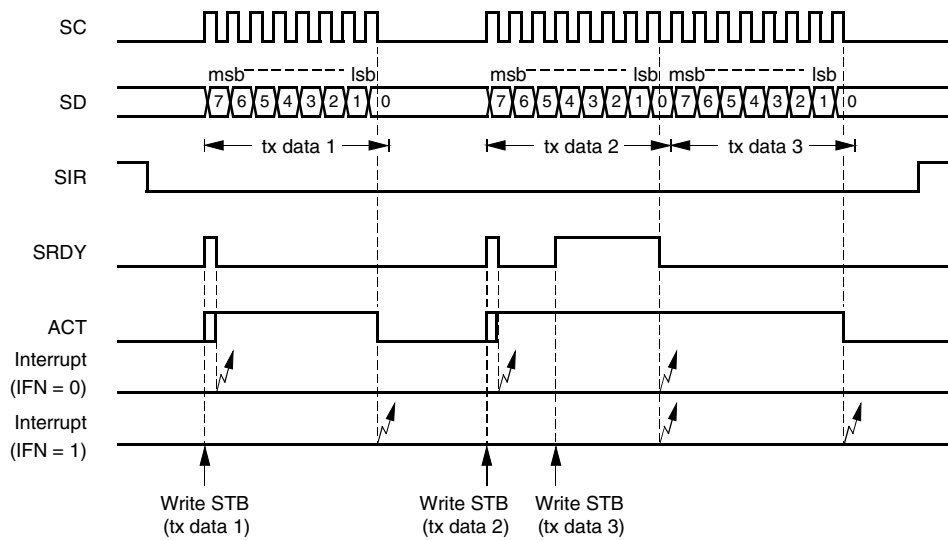 SC
msb lsb msb lsb msb lsb
SD 7 6 5 4 3 2 1 0 7 6 5 4 3 2 1 0 7 6 5 4 3 2 1 0
tx data 1 tx data 2 tx data 3
SIR
SRDY
ACT
Interrupt
(IFN = 0)
Interrupt
(IFN = 1)
Write STB
(tx data 1)
Write STB
(tx data 2)
Write STB
(tx data 3)